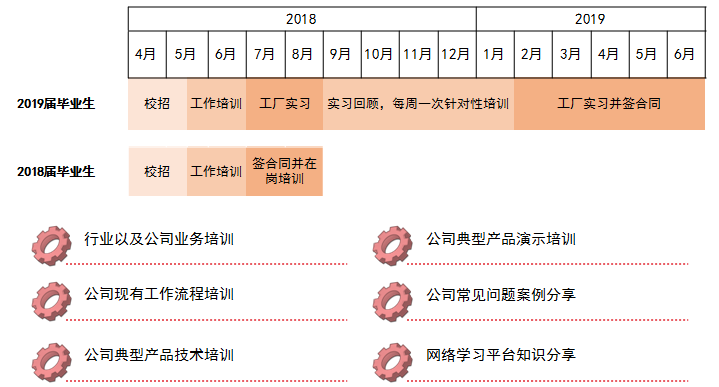 2018 2019
4月 5月 6月 7月 8月 9月 10月 11月 12月 1月 2月 3月 4月 5月 6月
2019届毕业生 校招 工作培训 工厂实习 实习回顾，每周一次针对性培训 工厂实习并签合同
2018届毕业生 校招 工作培训 签合同并在
岗培训
行业以及公司业务培训 公司典型产品演示培训
公司现有工作流程培训 公司常见问题案例分享
公司典型产品技术培训 网络学习平台知识分享